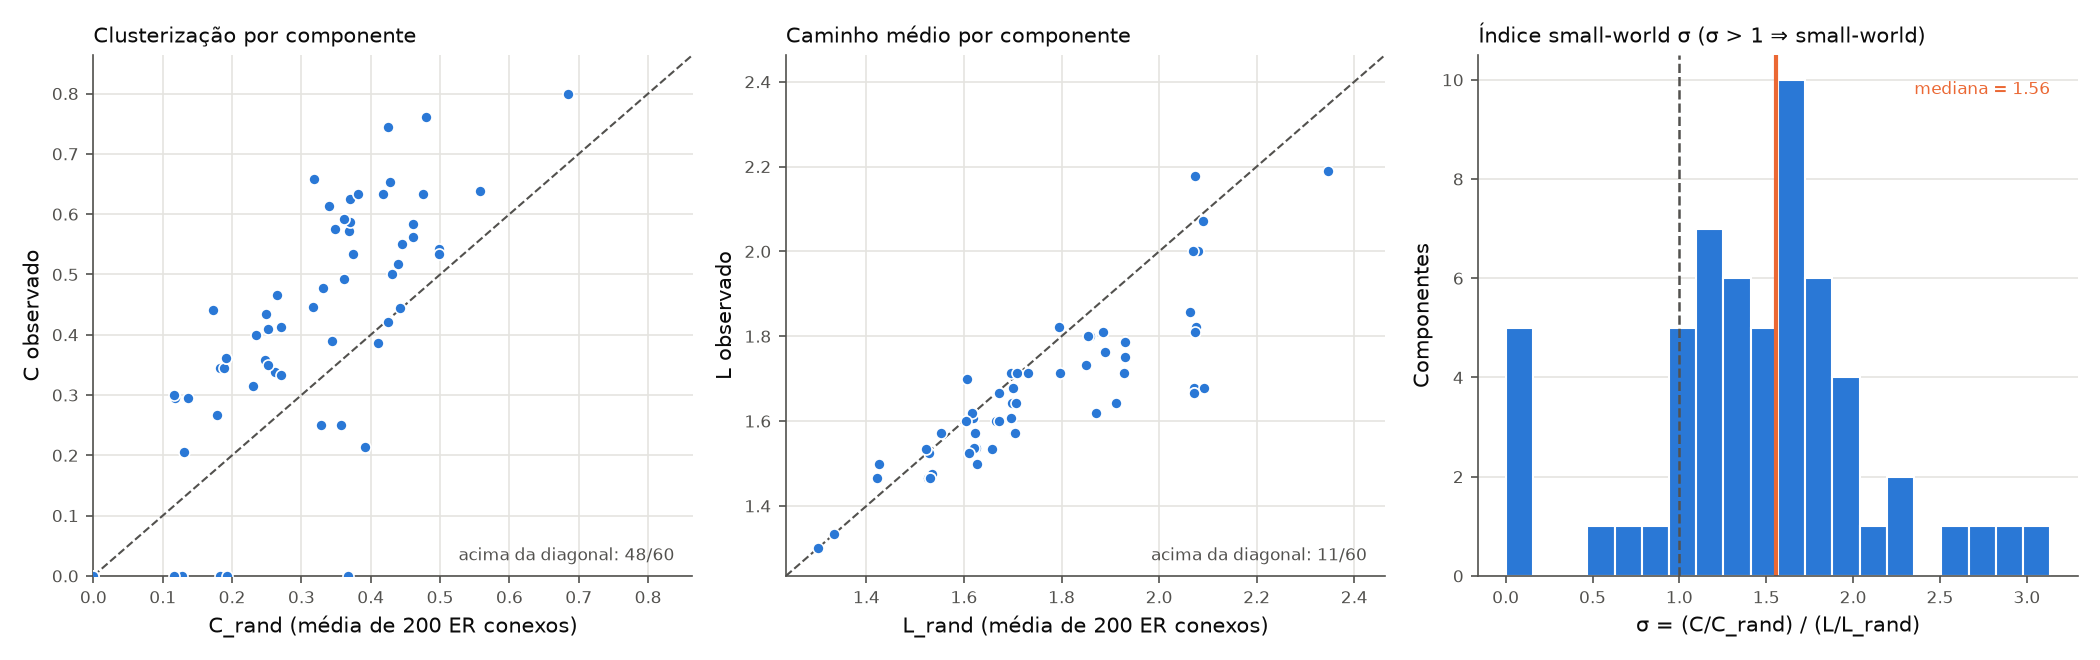 Clusterização por componente
C observado
0.8
0.7
0.6
0.5
0.4
0.3
0.2
0.1
0.0
acima da diagonal: 48/60
0.0 0.1 0.2 0.3 0.4 0.5 0.6 0.7 0.8
C_rand (média de 200 ER conexos)
Caminho médio por componente
L observado
2.4
2.2
2.0
1.8
1.6
1.4
acima da diagonal: 11/60
1.4 1.6 1.8 2.0 2.2 2.4
L_rand (média de 200 ER conexos)
Índice small-world σ (σ > 1 ⇒ small-world)
Componentes
10
8
6
4
2
0
mediana = 1.56
0.0 0.5 1.0 1.5 2.0 2.5 3.0
σ = (C/C_rand) / (L/L_rand)